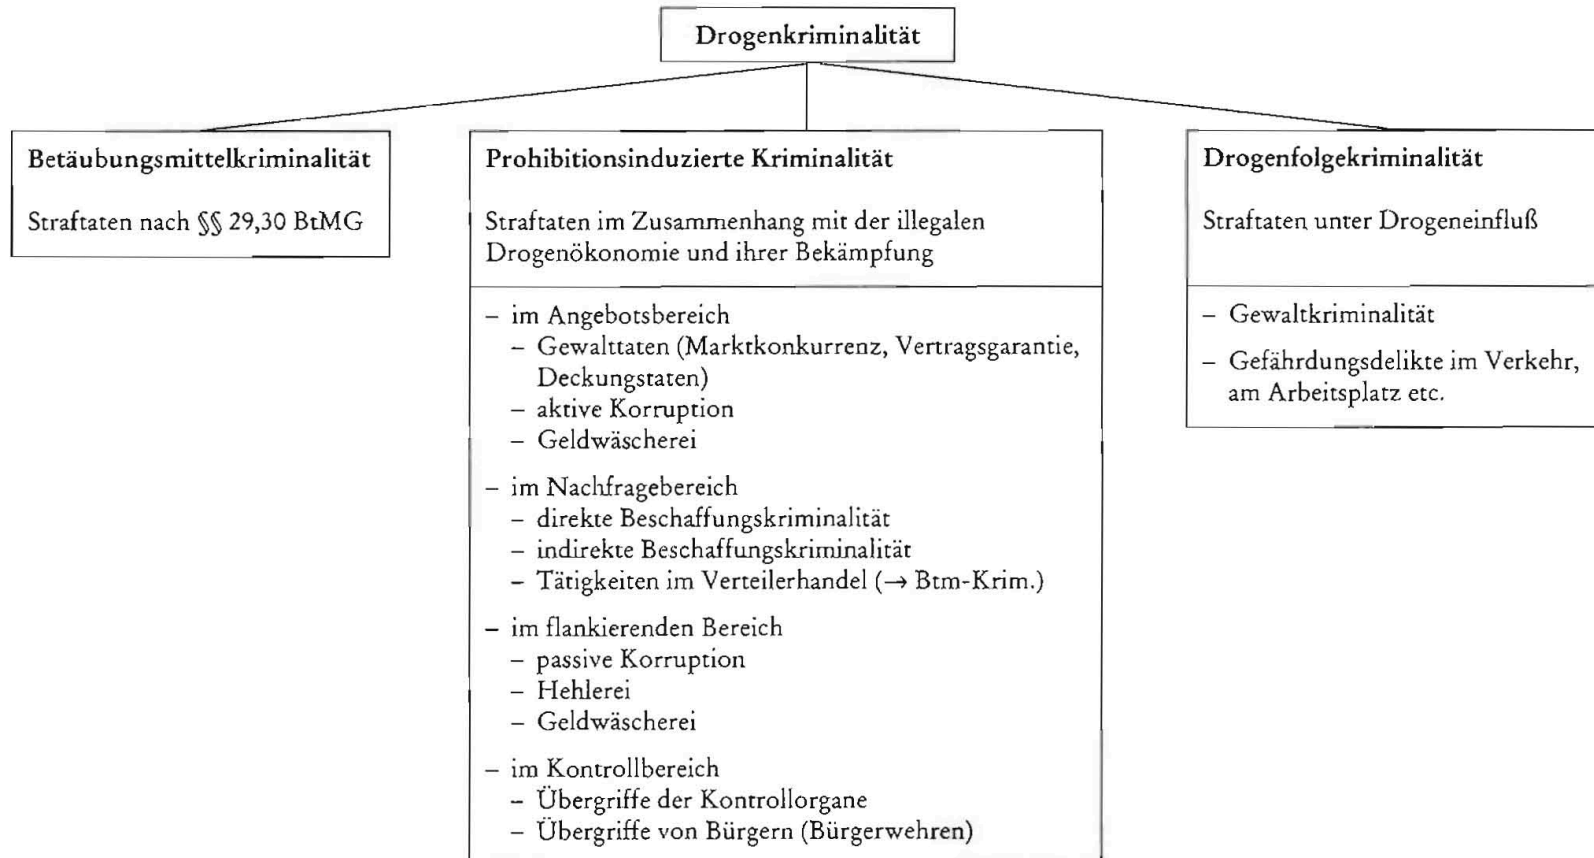 Drogenkriminalität
Betäubungsmittelkriminalität
Straftaten nach §§ 29,30 BtMG
Prohibitionsinduzierte Kriminalität
Straftaten im Zusammenhang mit der illegalen
Drogenökonomie und ihrer Bekämpfung
– im Angebotsbereich
– Gewalttaten (Marktkonkurrenz, Vertragsgarantie,
Deckungstaten)
– aktive Korruption
– Geldwäscherei
– im Nachfragebereich
– direkte Beschaffungskriminalität
– indirekte Beschaffungskriminalität
– Tätigkeiten im Verteilerhandel (→ Btm-Krim.)
– im flankierenden Bereich
– passive Korruption
– Hehlerei
– Geldwäscherei
– im Kontrollbereich
– Übergriffe der Kontrollorgane
– Übergriffe von Bürgern (Bürgerwehren)
Drogenfolgekriminalität
Straftaten unter Drogeneinfluß
– Gewaltkriminalität
– Gefährdungsdelikte im Verkehr,
am Arbeitsplatz etc.